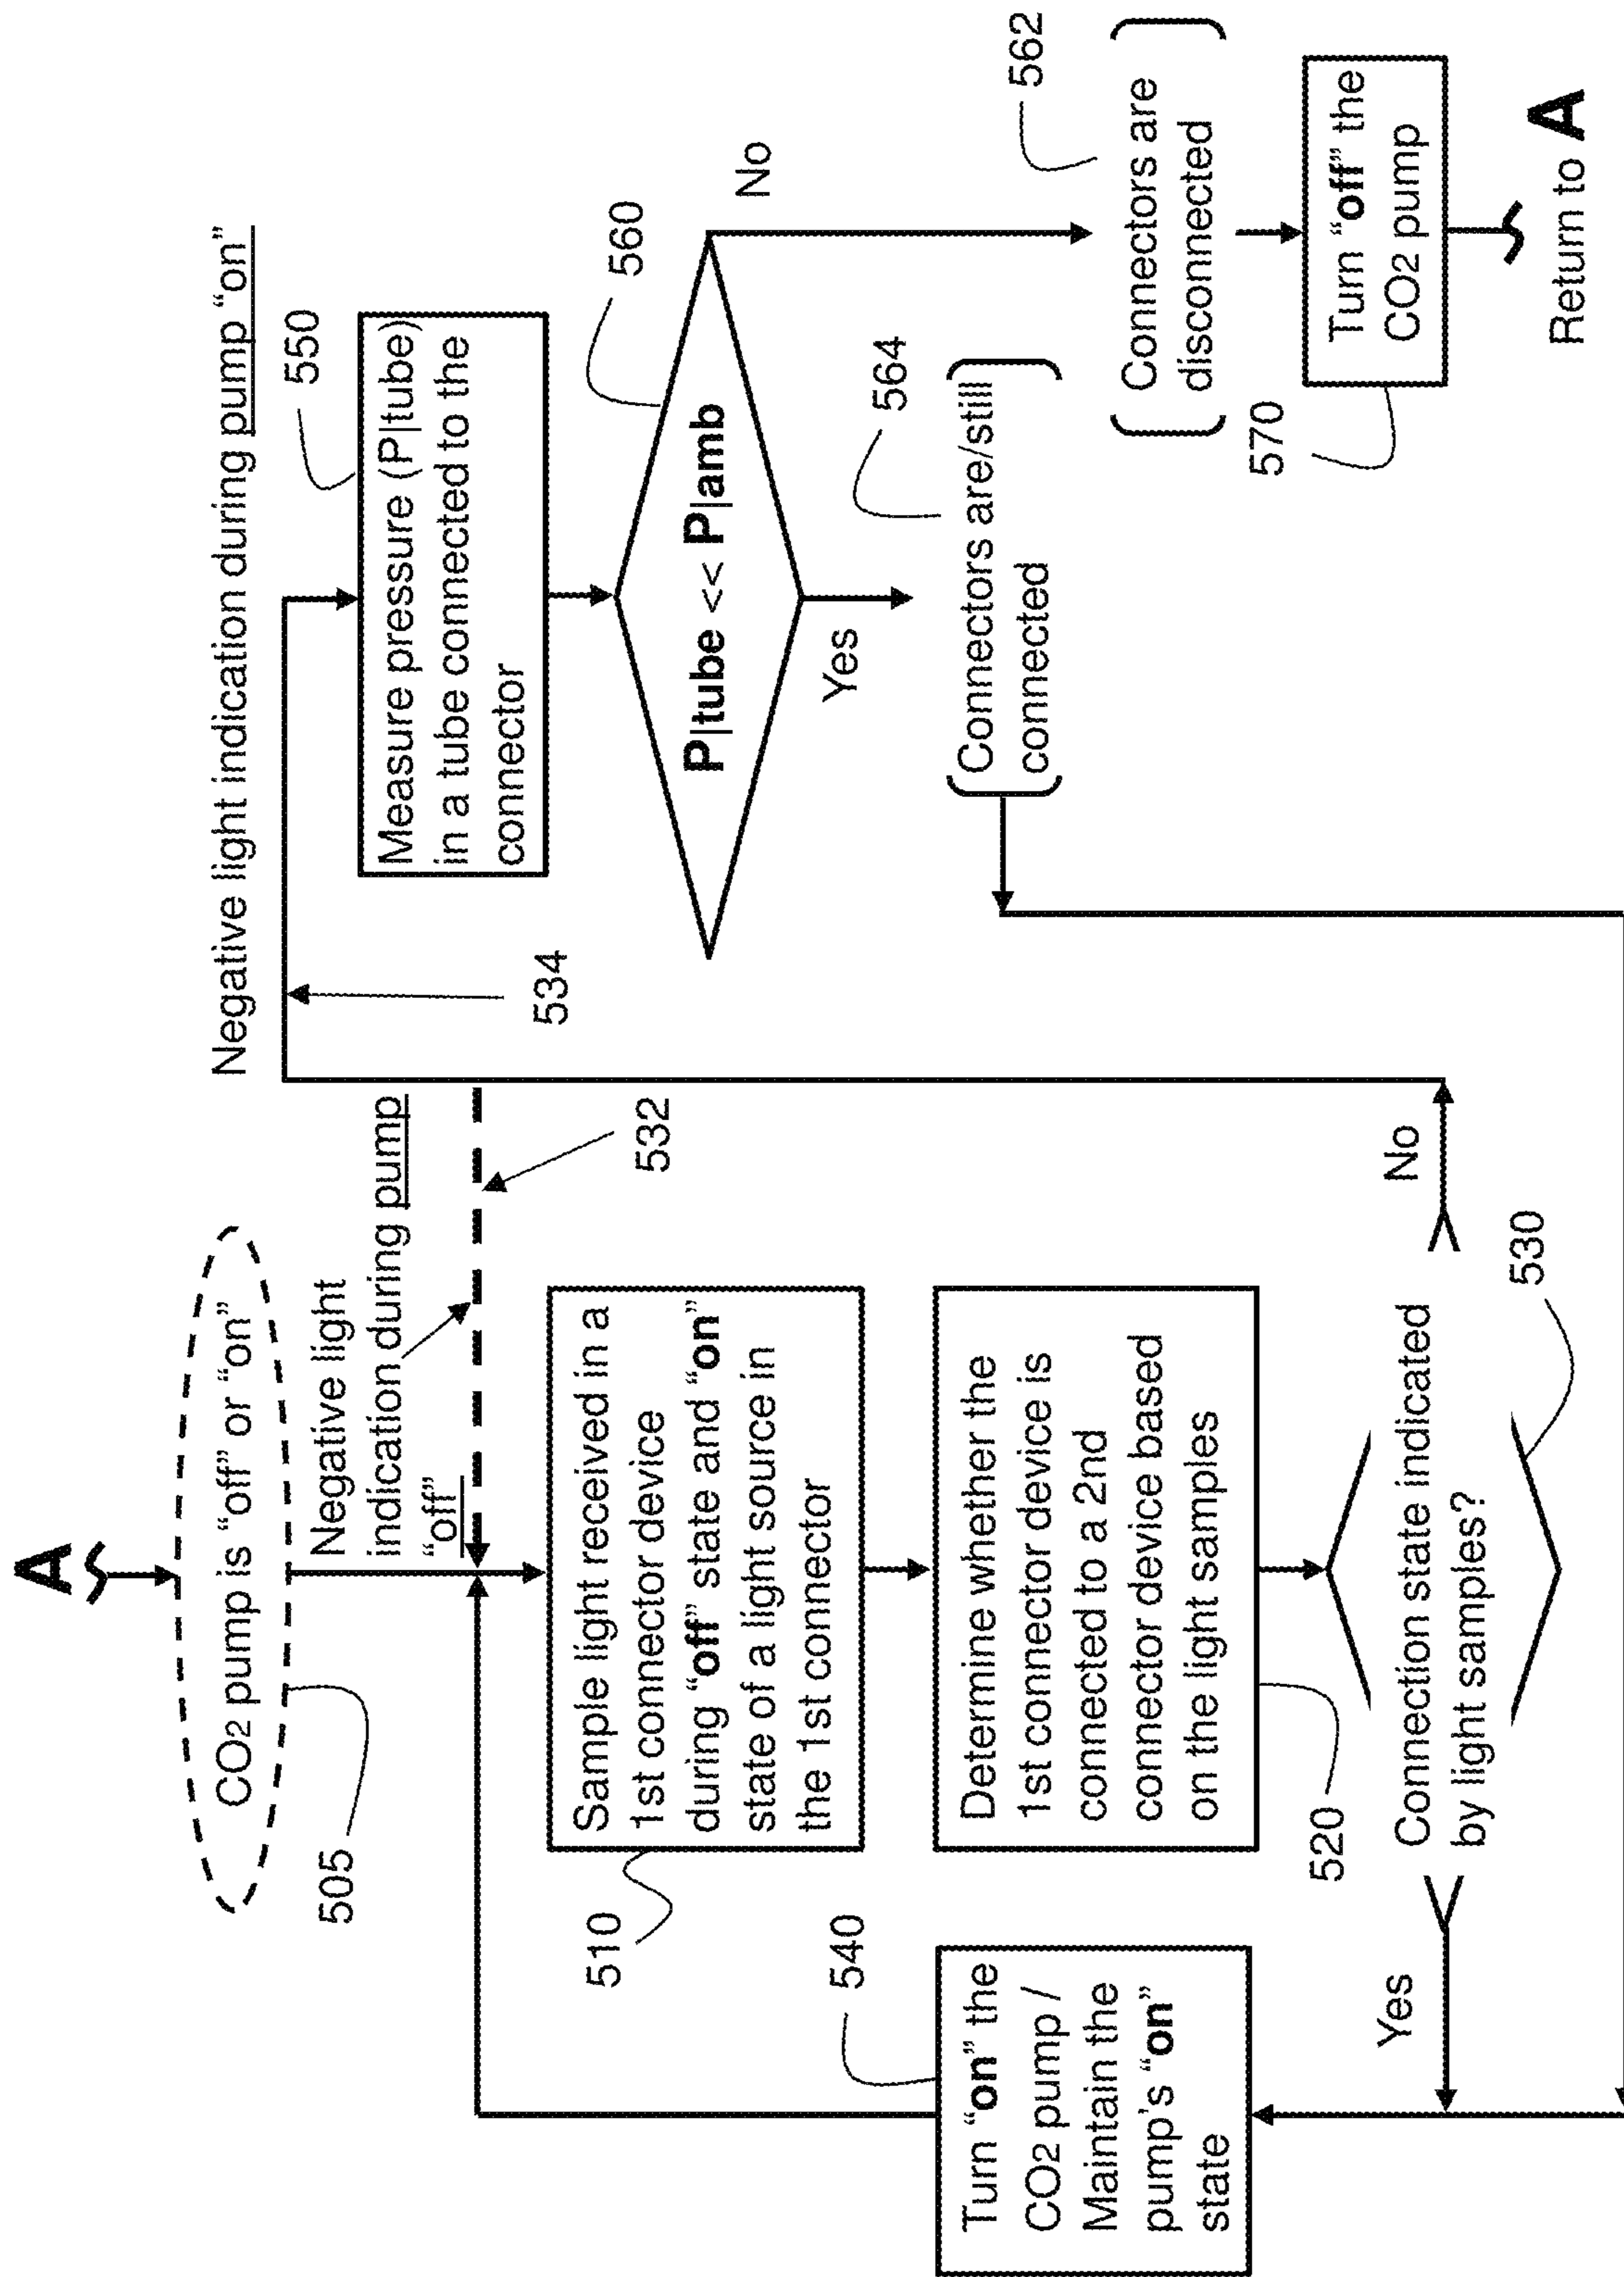 A
CO2 pump is “off” or “on”
505
Negative light
indication during pump
“off”
532
Negative light indication during pump “on”
534
Sample light received in a
1st connector device
during “off” state and “on”
state of a light source in
the 1st connector
510
Determine whether the
1st connector device is
connected to a 2nd
connector device based
on the light samples
520
Connection state indicated
by light samples?
530
Yes
No
Turn “on” the
CO2 pump /
Maintain the
pump’s “on”
state
540
Measure pressure (P|tube)
in a tube connected to the
connector
550
P|tube << P|amb
560
Yes
No
Connectors are/still
connected
564
Connectors are
disconnected
562
Turn “off” the
CO2 pump
570
Return to A